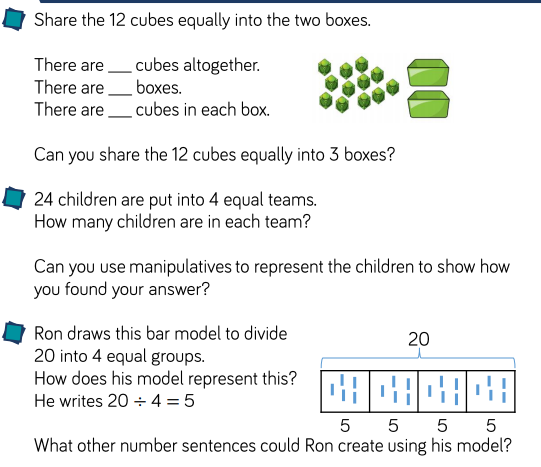 Share the 12 cubes equally into the two boxes.
There are ___ cubes altogether.
There are ___ boxes.
There are ___ cubes in each box.
Can you share the 12 cubes equally into 3 boxes?
24 children are put into 4 equal teams.
How many children are in each team?
Can you use manipulatives to represent the children to show how
you found your answer?
Ron draws this bar model to divide
20 into 4 equal groups.
How does his model represent this?
He writes 20 ÷ 4 = 5
20
5 5 5 5
What other number sentences could Ron create using his model?